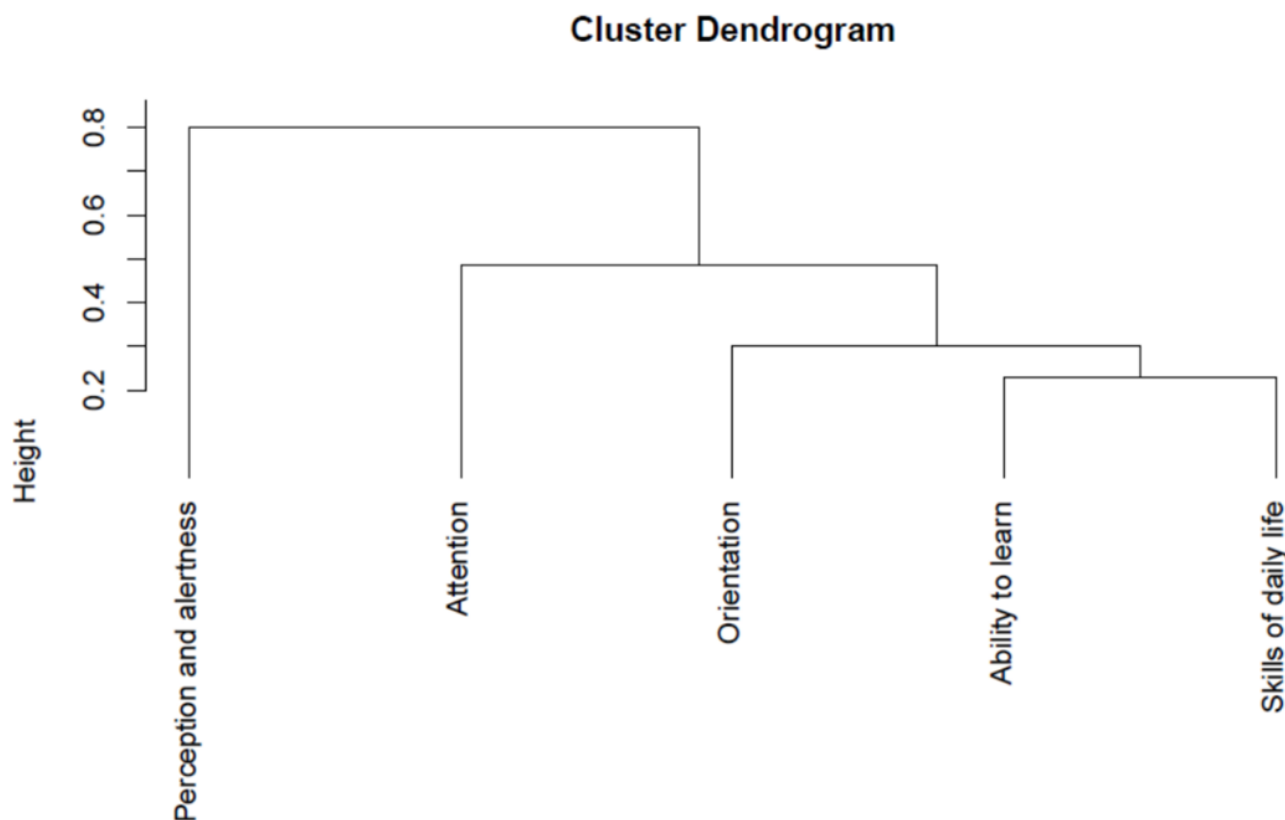 Cluster Dendrogram
Height
0.8
0.6
0.4
0.2
Perception and alertness
Attention
Orientation
Ability to learn
Skills of daily life